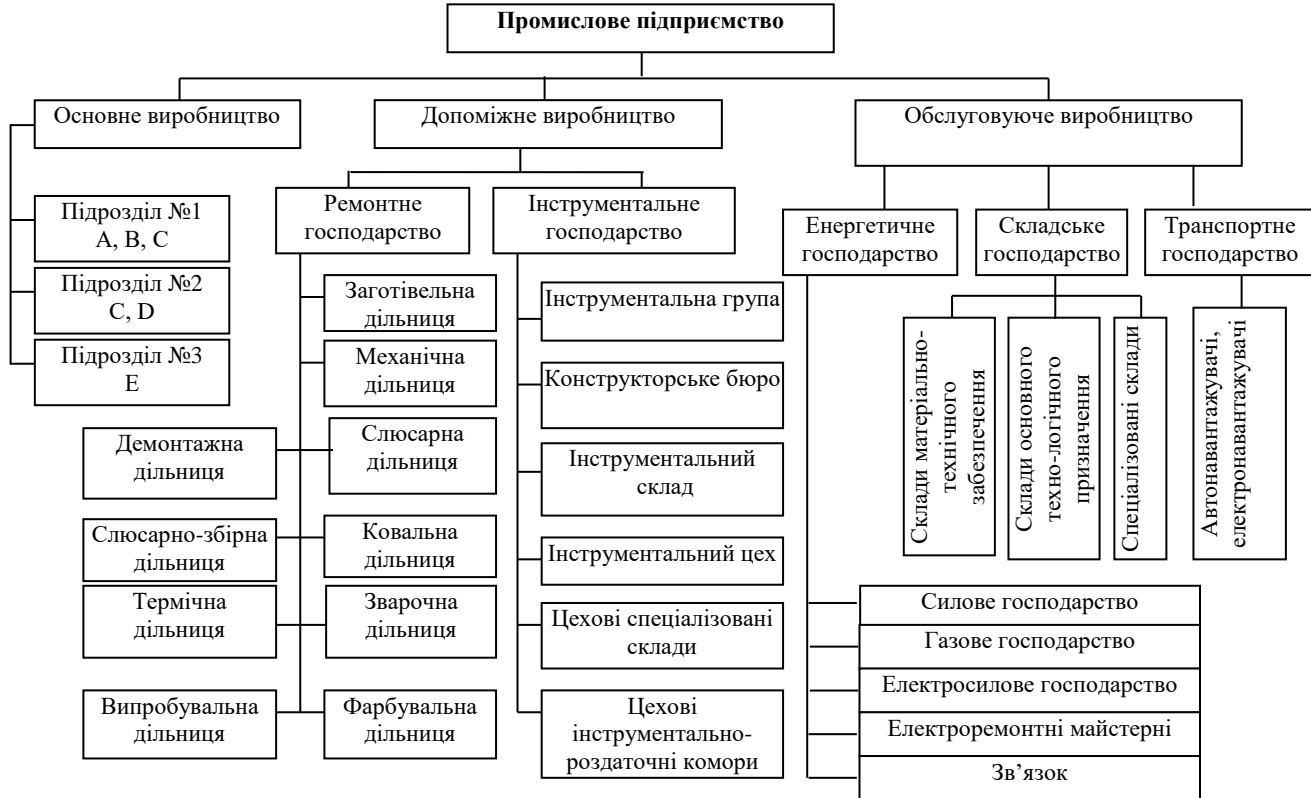 Промислове підприємство
Основне виробництво
Допоміжне виробництво
Обслуговуюче виробництво
Підрозділ №1
A, B, C
Підрозділ №2
C, D
Підрозділ №3
E
Ремонтне
господарство
Інструментальне
господарство
Енергетичне
господарство
Складське
господарство
Транспортне
господарство
Заготівельна
дільниця
Механічна
дільниця
Демонтажна
дільниця
Слюсарна
дільниця
Слюсарно-збірна
дільниця
Ковальна
дільниця
Термічна
дільниця
Зварочна
дільниця
Випробувальна
дільниця
Фарбувальна
дільниця
Інструментальна група
Конструкторське бюро
Інструментальний
склад
Інструментальний цех
Цехові спеціалізовані
склади
Цехові
інструментально-
роздаточні комори
Склади матеріально-
технічного
забезпечення
Склади основного
техно-логічного
призначення
Спеціалізовані склади
Автонавантажувачі,
електронавантажувачі
Силове господарство
Газове господарство
Електросилове господарство
Електроремонтні майстерні
Зв’язок